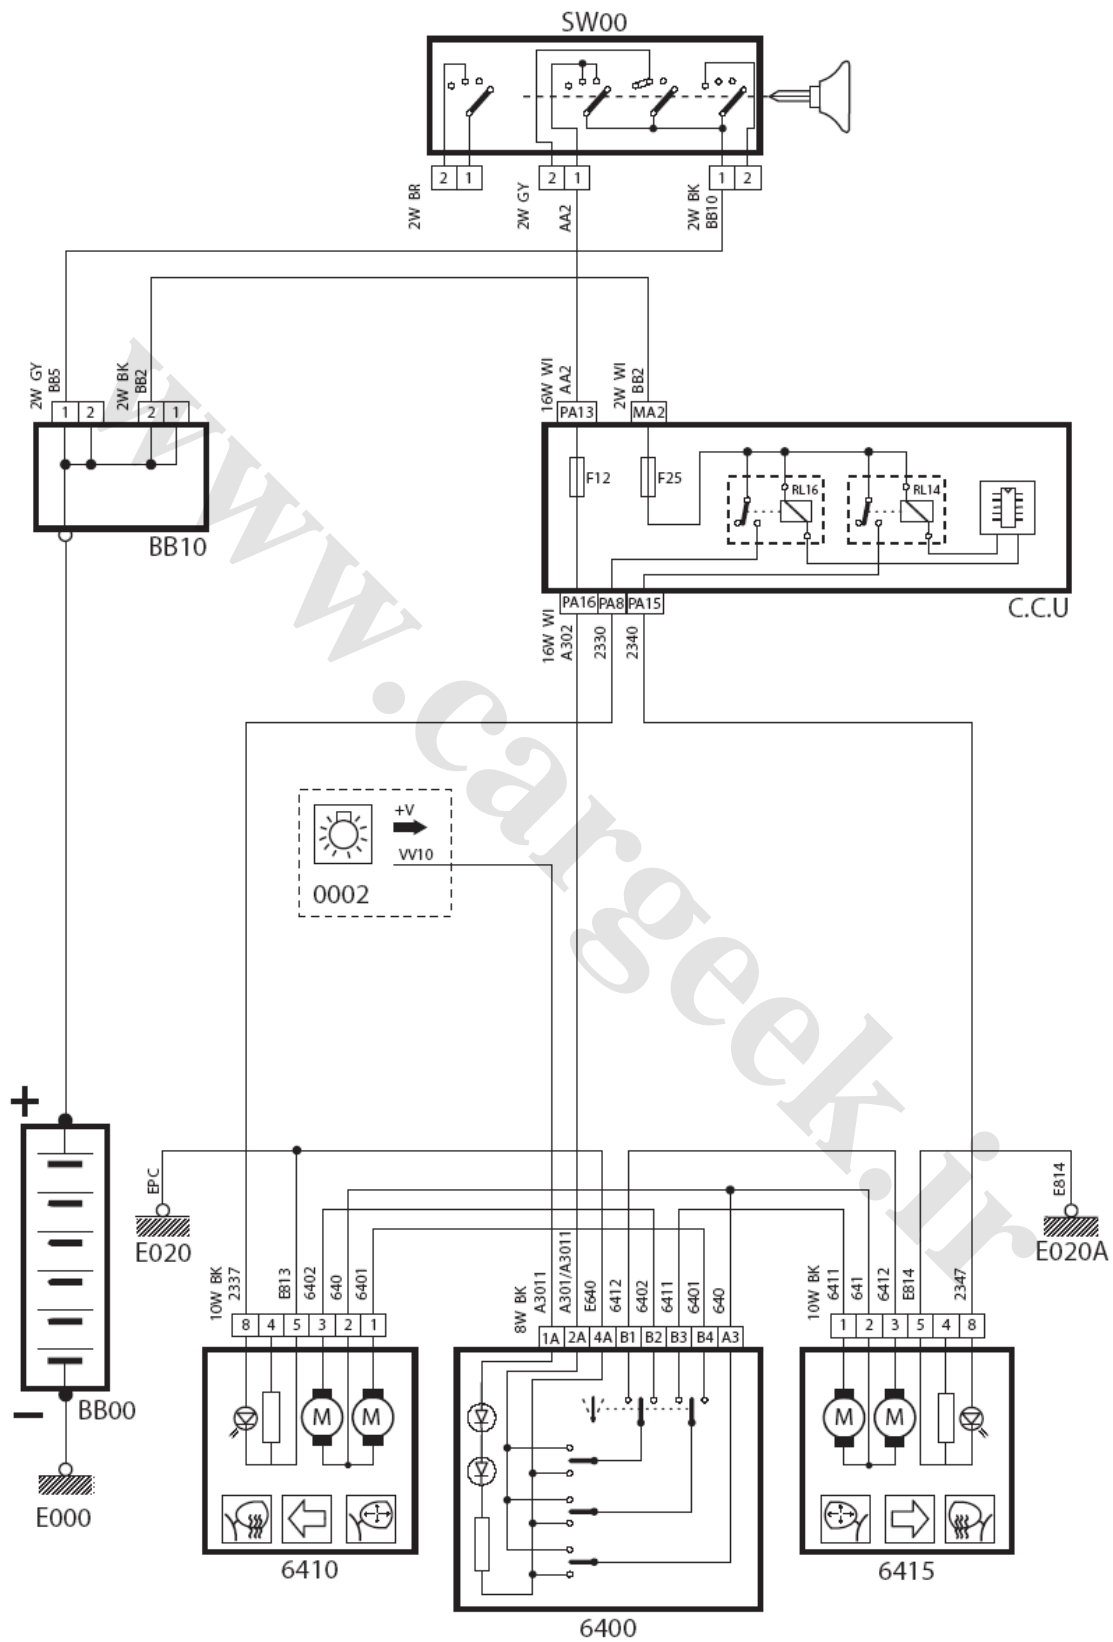 SW00
2 1
2 1
1 2
2W BR
2W GY
AA2
2W BK
BB10
2W GY
BB5
2W BK
BB2
16W WI
AA2
2W WI
BB2
1 2
2 1
PA13
MA2
F12
F25
RL16
RL14
BB10
PA16 PA8 PA15
C.C.U
16W WI
A302
2330
2340
+V
VV10
0002
www.cargeek.ir
+
EPC
E814
E020
E020A
10W BK
2337
E813
6402
640
6401
8W BK
A3011
A301/A3011
E640
6412
6402
6411
6401
640
10W BK
6411
641
6412
E814
2347
8 4 5 3 2 1
1A 2A 4A B1 B2 B3 B4 A3
1 2 3 5 4 8
−
BB00
M M
M M
E000
6410
6415
6400